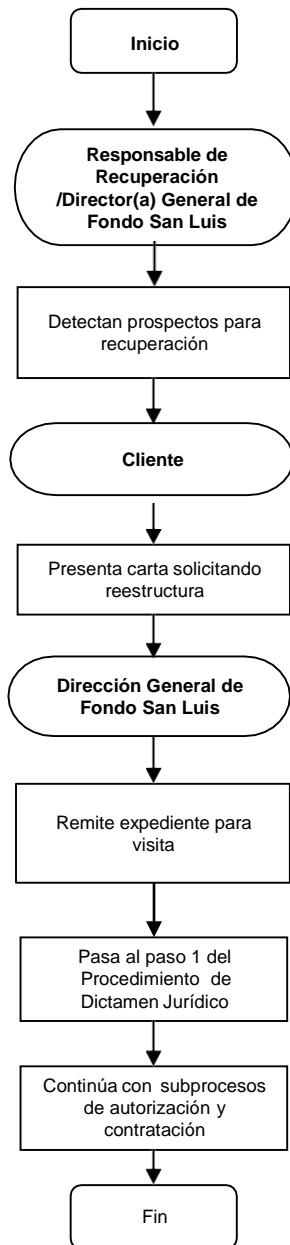 Inicio
Responsable de
Recuperación
/Director(a) General de
Fondo San Luis
Detectan prospectos para
recuperación
Cliente
Presenta carta solicitando
reestructura
Dirección General de
Fondo San Luis
Remite expediente para
visita
Pasa al paso 1 del
Procedimiento de
Dictamen Jurídico
Continúa con subprocesos
de autorización y
contratación
Fin